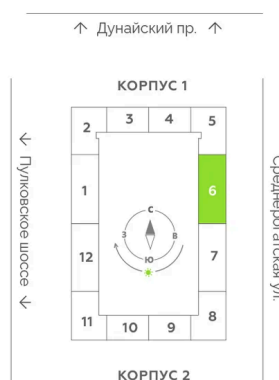 ↑ Дунайский пр. ↑
КОРПУС 1
2 3 4 5
← Пулковское шоссе ←
Среднерогатская ул.
1 6
С
З В
Ю
12 7
11 10 9 8
КОРПУС 2